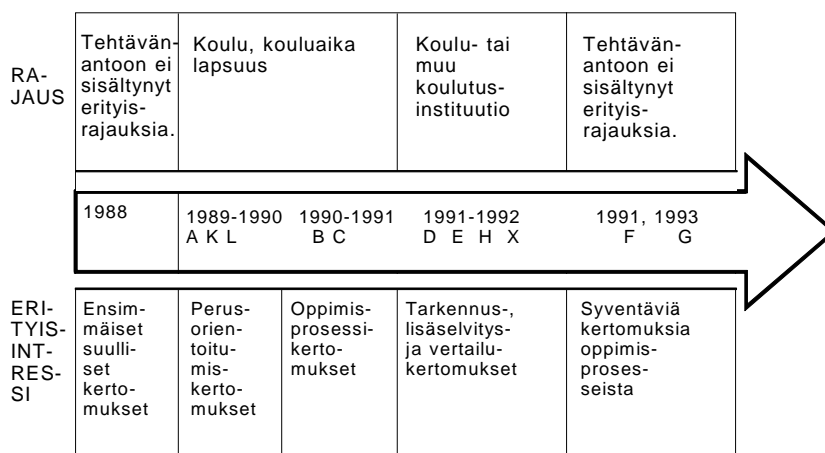 RA-
JAUS
Tehtävän-
antoon ei
sisältynyt
erityis-
rajauksia.
Koulu, kouluaika
lapsuus
Koulu- tai
muu
koulutus-
instituutio
Tehtävän-
antoon ei
sisältynyt
erityis-
rajauksia.
1988
1989-1990
A K L
1990-1991
B C
1991-1992
D E H X
1991, 1993
F G
ERI-
TYIS-
INT-
RES-
SI
Ensim-
mäiset
suulli-
set
kerto-
mukset
Perus-
orien-
toitu-
mis-
kerto-
mukset
Oppimis-
prosessi-
kerto-
mukset
Tarkennus-,
lisäselvitys-
ja vertailu-
kertomukset
Syventäviä
kertomuksia
oppimis-
proses-
seista